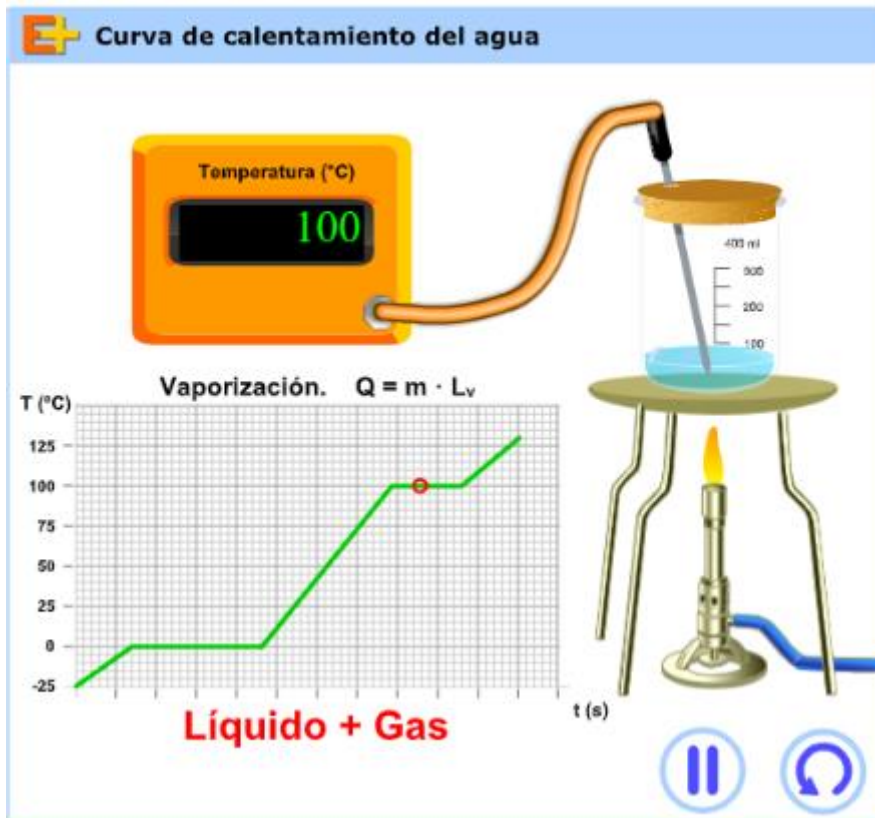 E+ Curva de calentamiento del agua
Temperatura (°C)
100
400 ml
300
200
100
Vaporización. Q = m · Lᵥ
T (°C)
125
100
75
50
25
0
-25
t (s)
Líquido + Gas